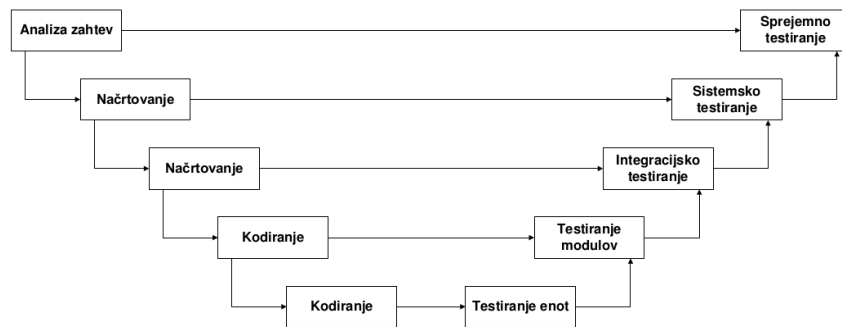 Analiza zahtev
Sprejemno
testiranje
Načrtovanje
Sistemsko
testiranje
Načrtovanje
Integracijsko
testiranje
Kodiranje
Testiranje
modulov
Kodiranje
Testiranje enot